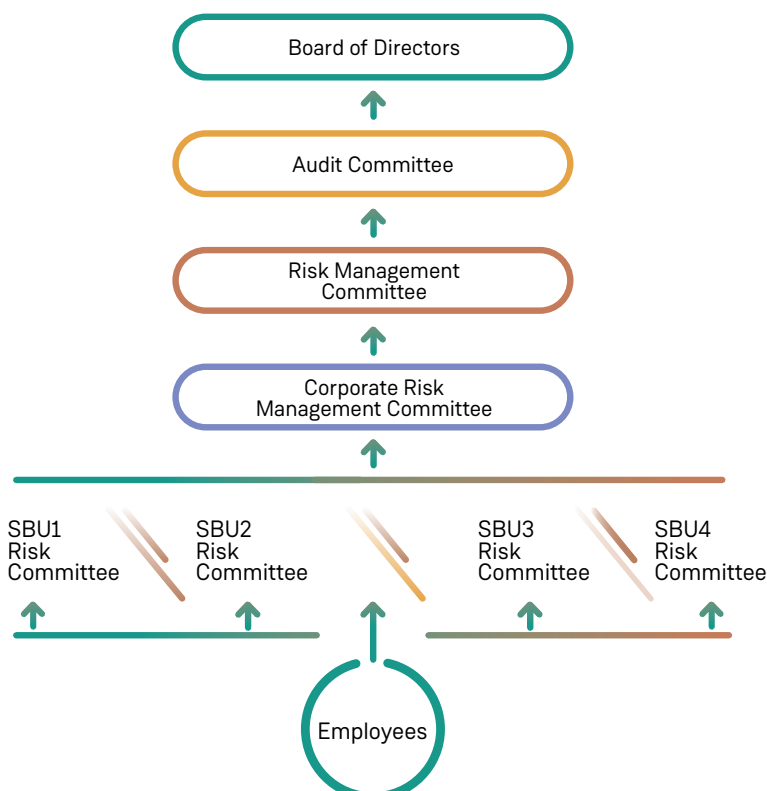 Board of Directors
Audit Committee
Risk Management
Committee
Corporate Risk
Management Committee
SBU1
Risk
Committee
SBU2
Risk
Committee
SBU3
Risk
Committee
SBU4
Risk
Committee
Employees